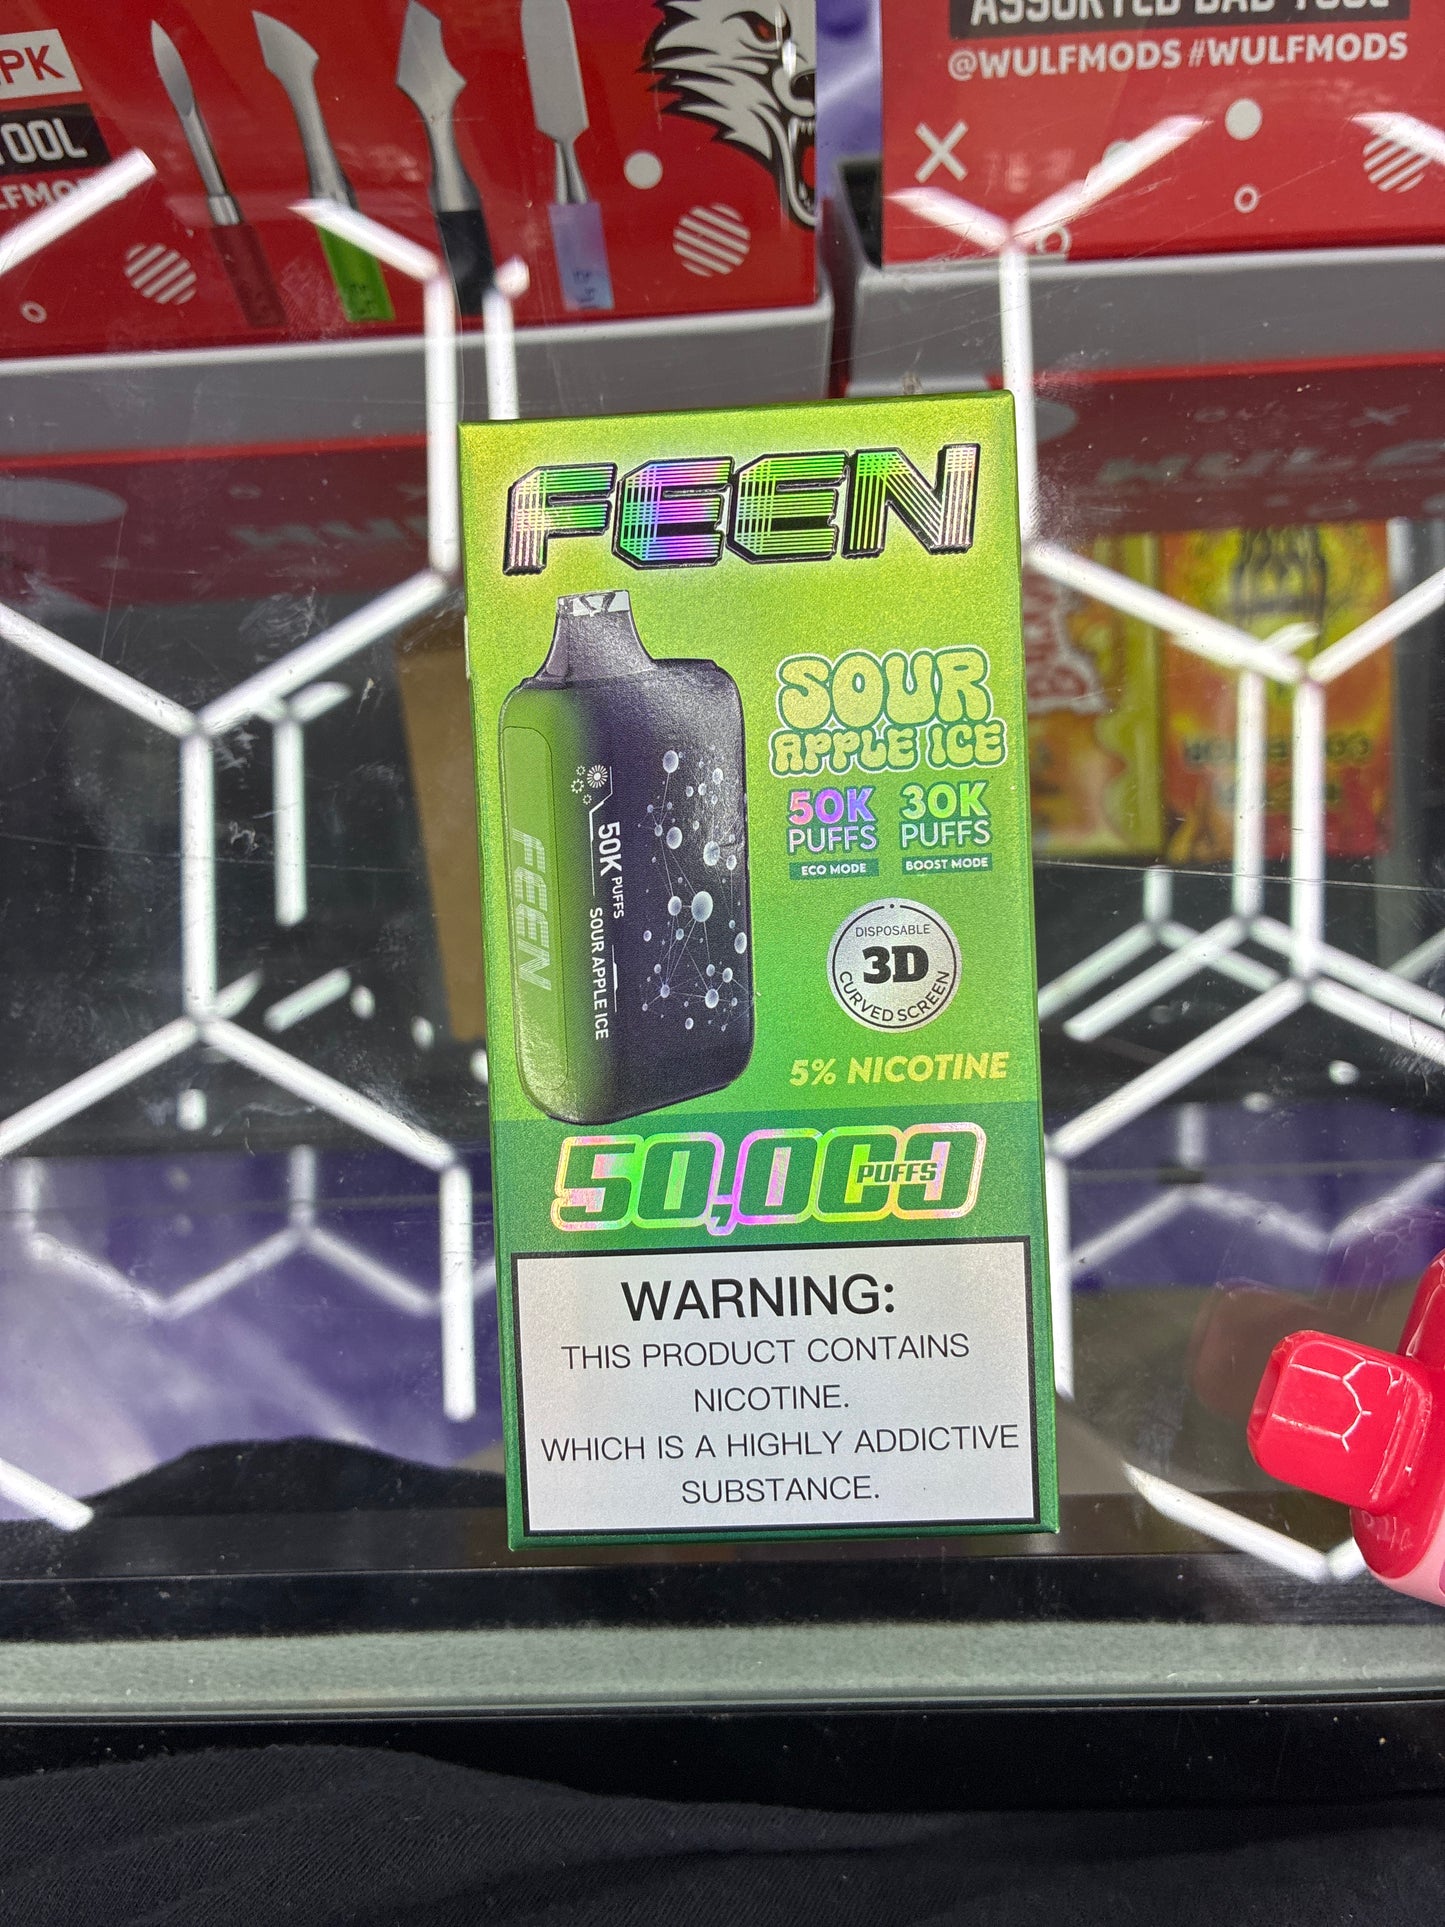 PK
TOOL
ASSORTED DAB TOOL
@WULFMODS #WULFMODS
FEEN
SOUR
APPLE ICE
50K
PUFFS
ECO MODE
30K
PUFFS
BOOST MODE
FEEN
50K PUFFS
SOUR APPLE ICE
DISPOSABLE
3D
CURVED SCREEN
5% NICOTINE
50,000
PUFFS
WARNING:
THIS PRODUCT CONTAINS
NICOTINE.
WHICH IS A HIGHLY ADDICTIVE
SUBSTANCE.